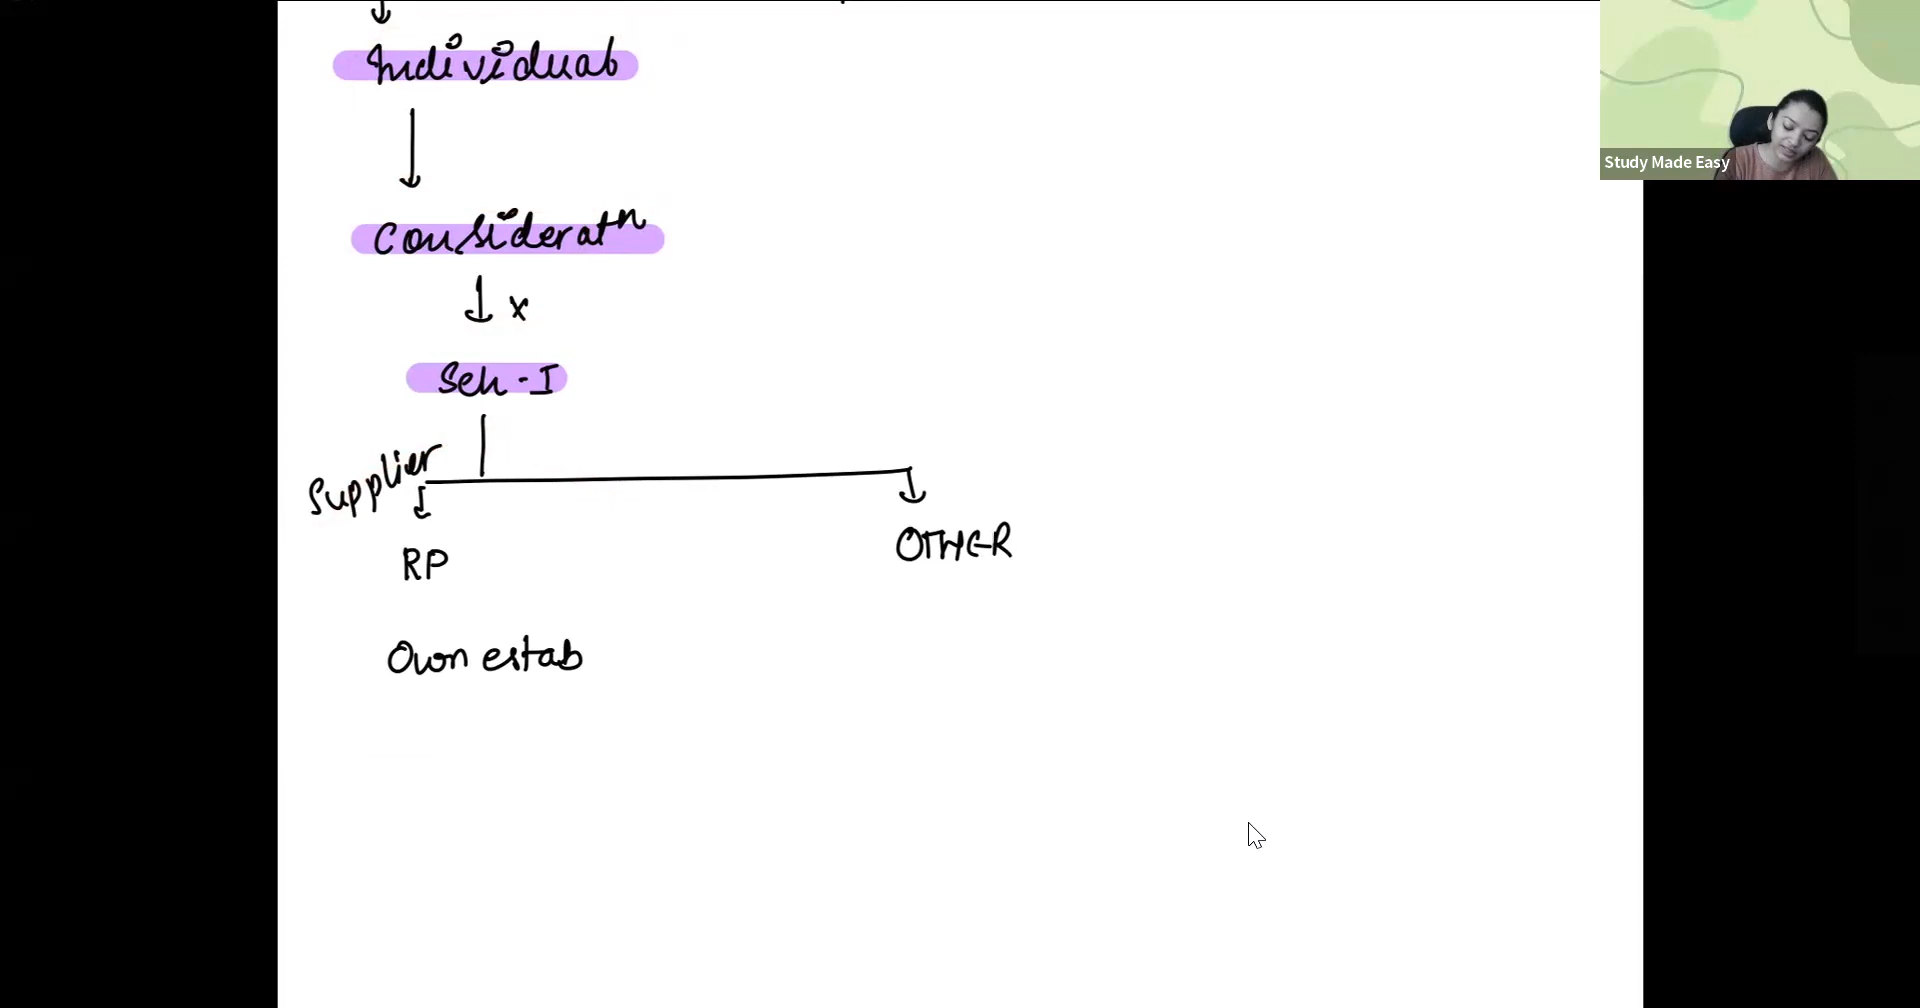 Individual
Study Made Easy
Consideratn
x
Sch-I
Supplier
RP
OTHER
Own estab